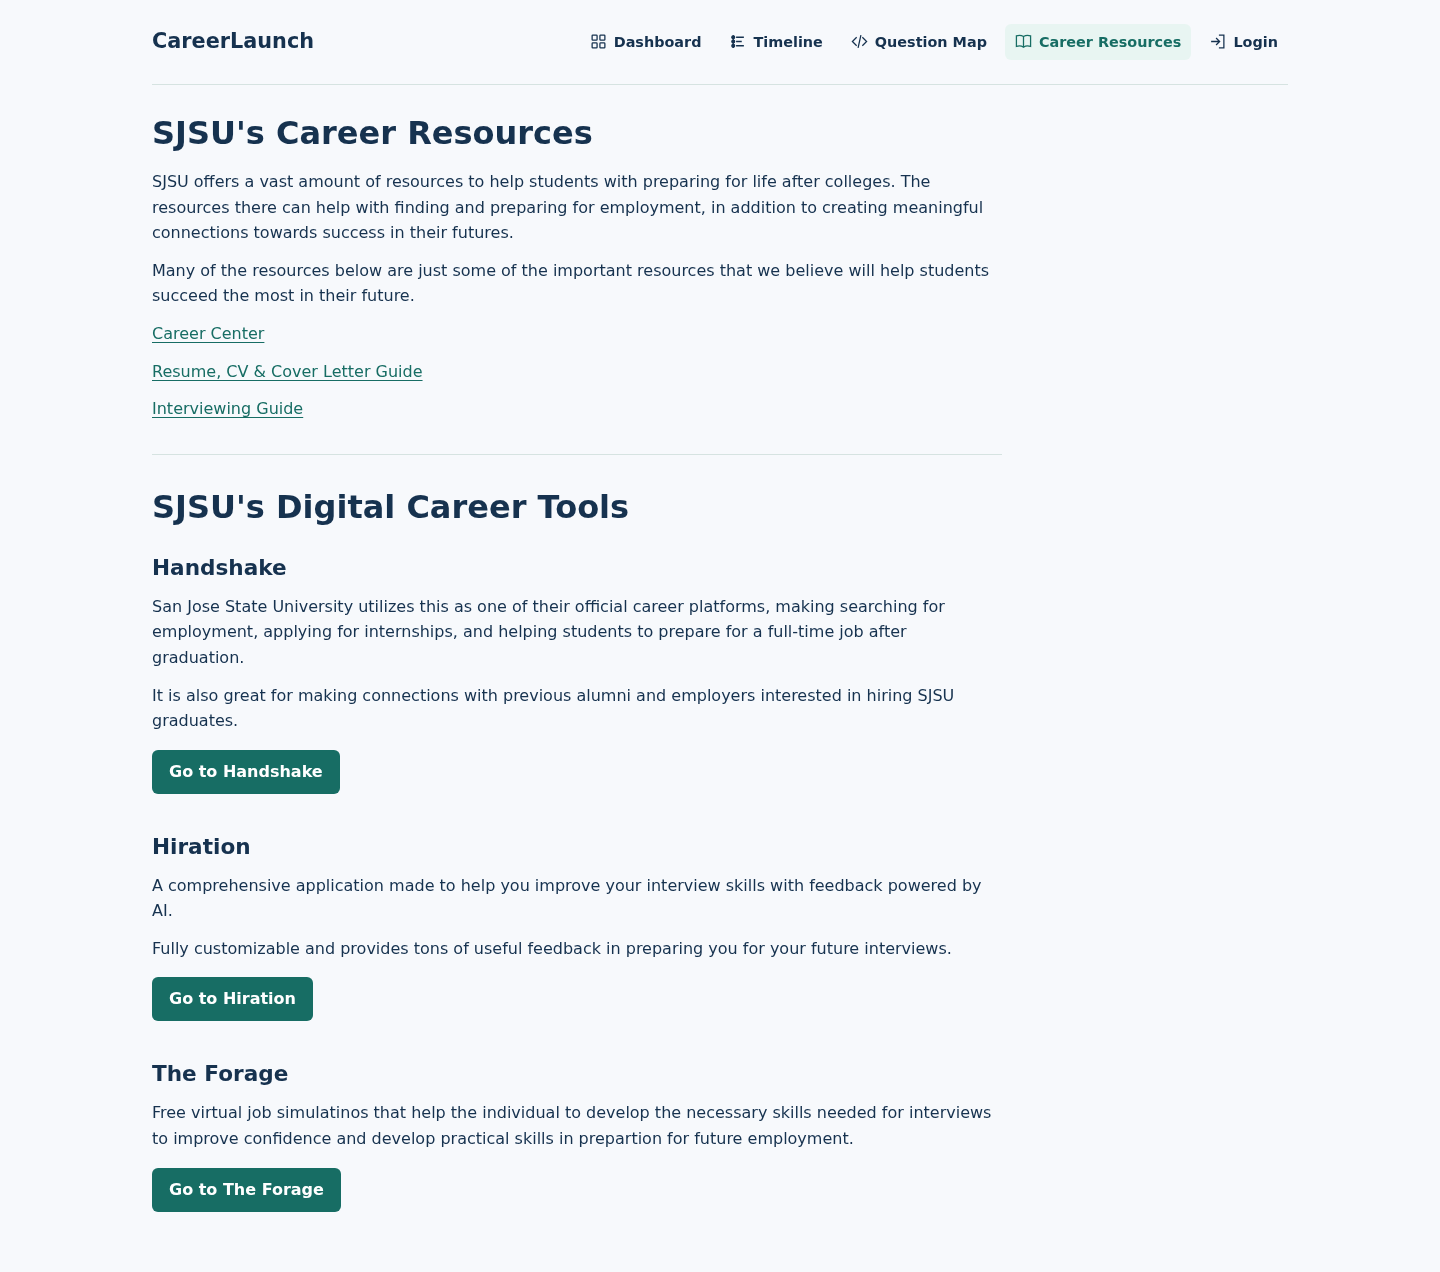 CareerLaunch
Dashboard
Timeline
Question Map
Career Resources
Login
SJSU's Career Resources
SJSU offers a vast amount of resources to help students with preparing for life after colleges. The
resources there can help with finding and preparing for employment, in addition to creating meaningful
connections towards success in their futures.
Many of the resources below are just some of the important resources that we believe will help students
succeed the most in their future.
Career Center
Resume, CV & Cover Letter Guide
Interviewing Guide
SJSU's Digital Career Tools
Handshake
San Jose State University utilizes this as one of their official career platforms, making searching for
employment, applying for internships, and helping students to prepare for a full-time job after
graduation.
It is also great for making connections with previous alumni and employers interested in hiring SJSU
graduates.
Go to Handshake
Hiration
A comprehensive application made to help you improve your interview skills with feedback powered by
AI.
Fully customizable and provides tons of useful feedback in preparing you for your future interviews.
Go to Hiration
The Forage
Free virtual job simulatinos that help the individual to develop the necessary skills needed for interviews
to improve confidence and develop practical skills in prepartion for future employment.
Go to The Forage